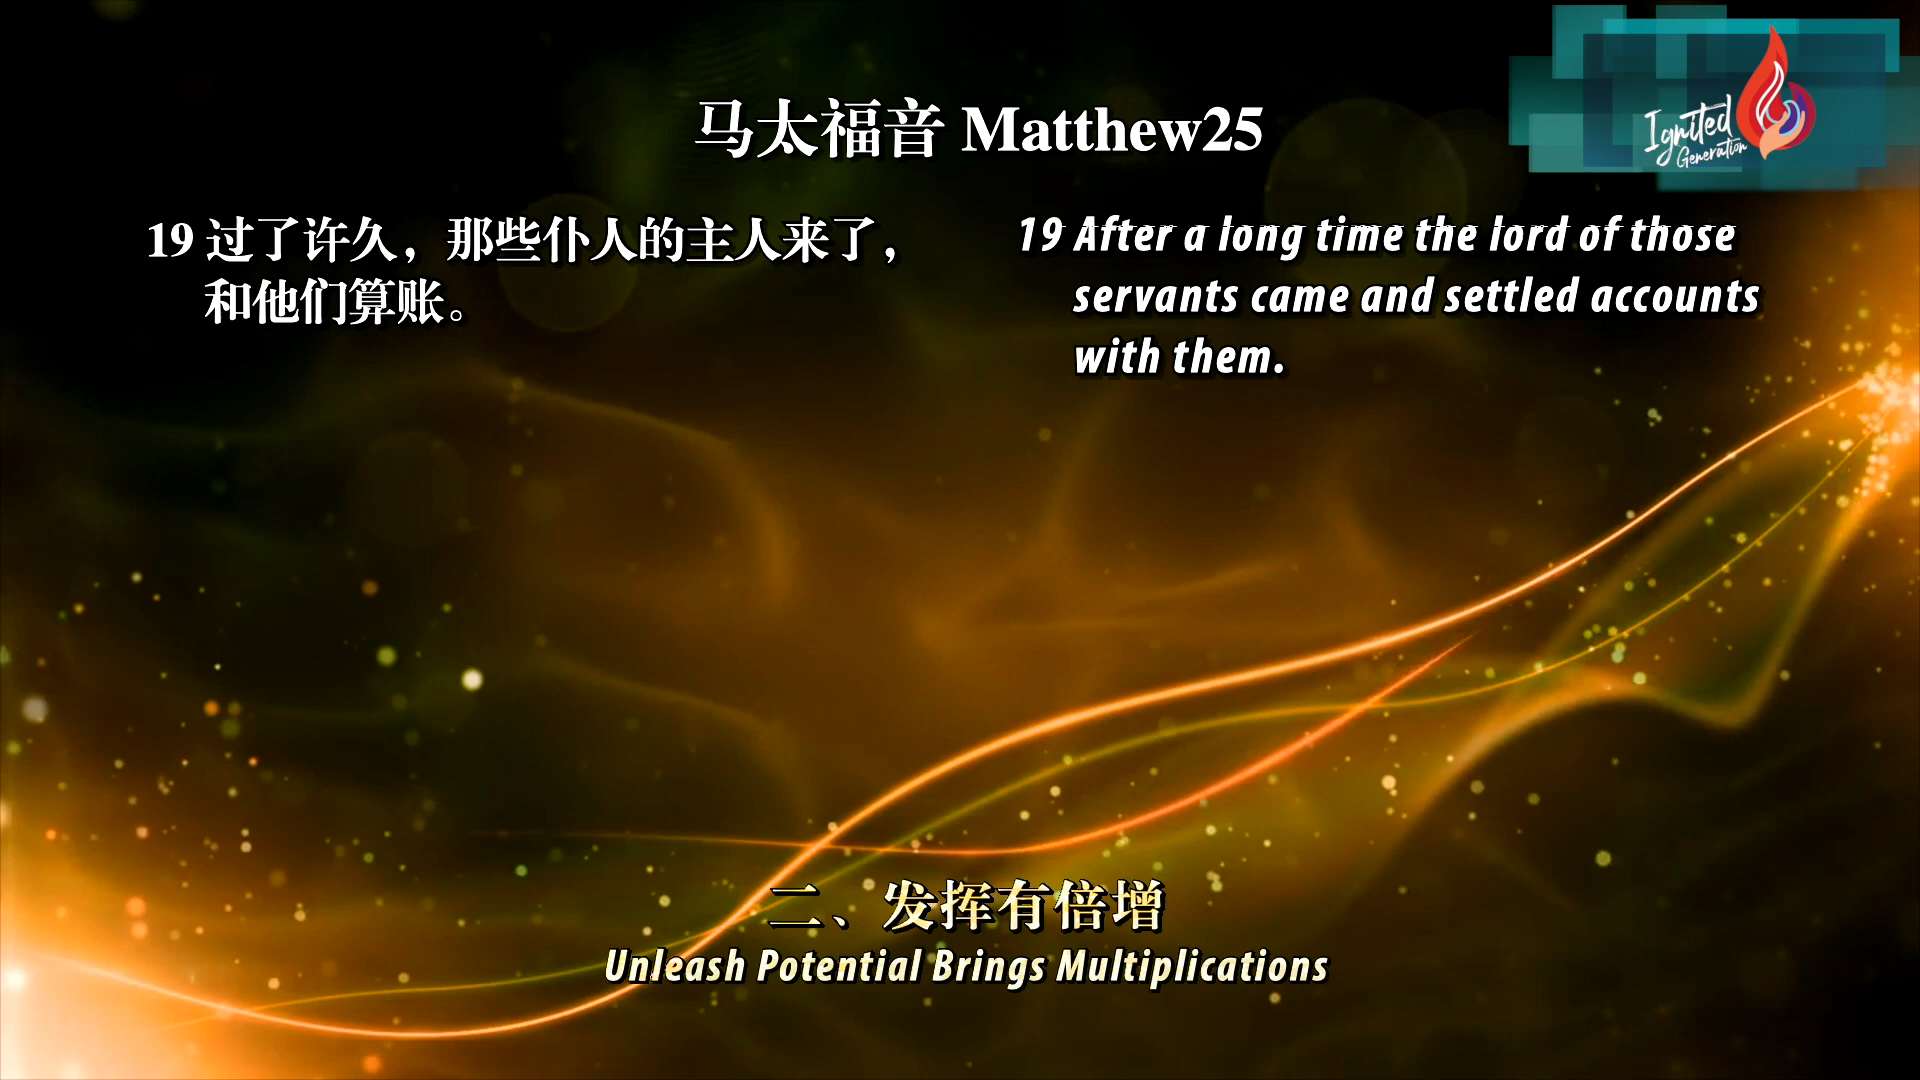 Ignited
Generation
马太福音 Matthew25
19 过了许久，那些仆人的主人来了，
和他们算账。
19 After a long time the lord of those
servants came and settled accounts
with them.
二、发挥有倍增
Unleash Potential Brings Multiplications